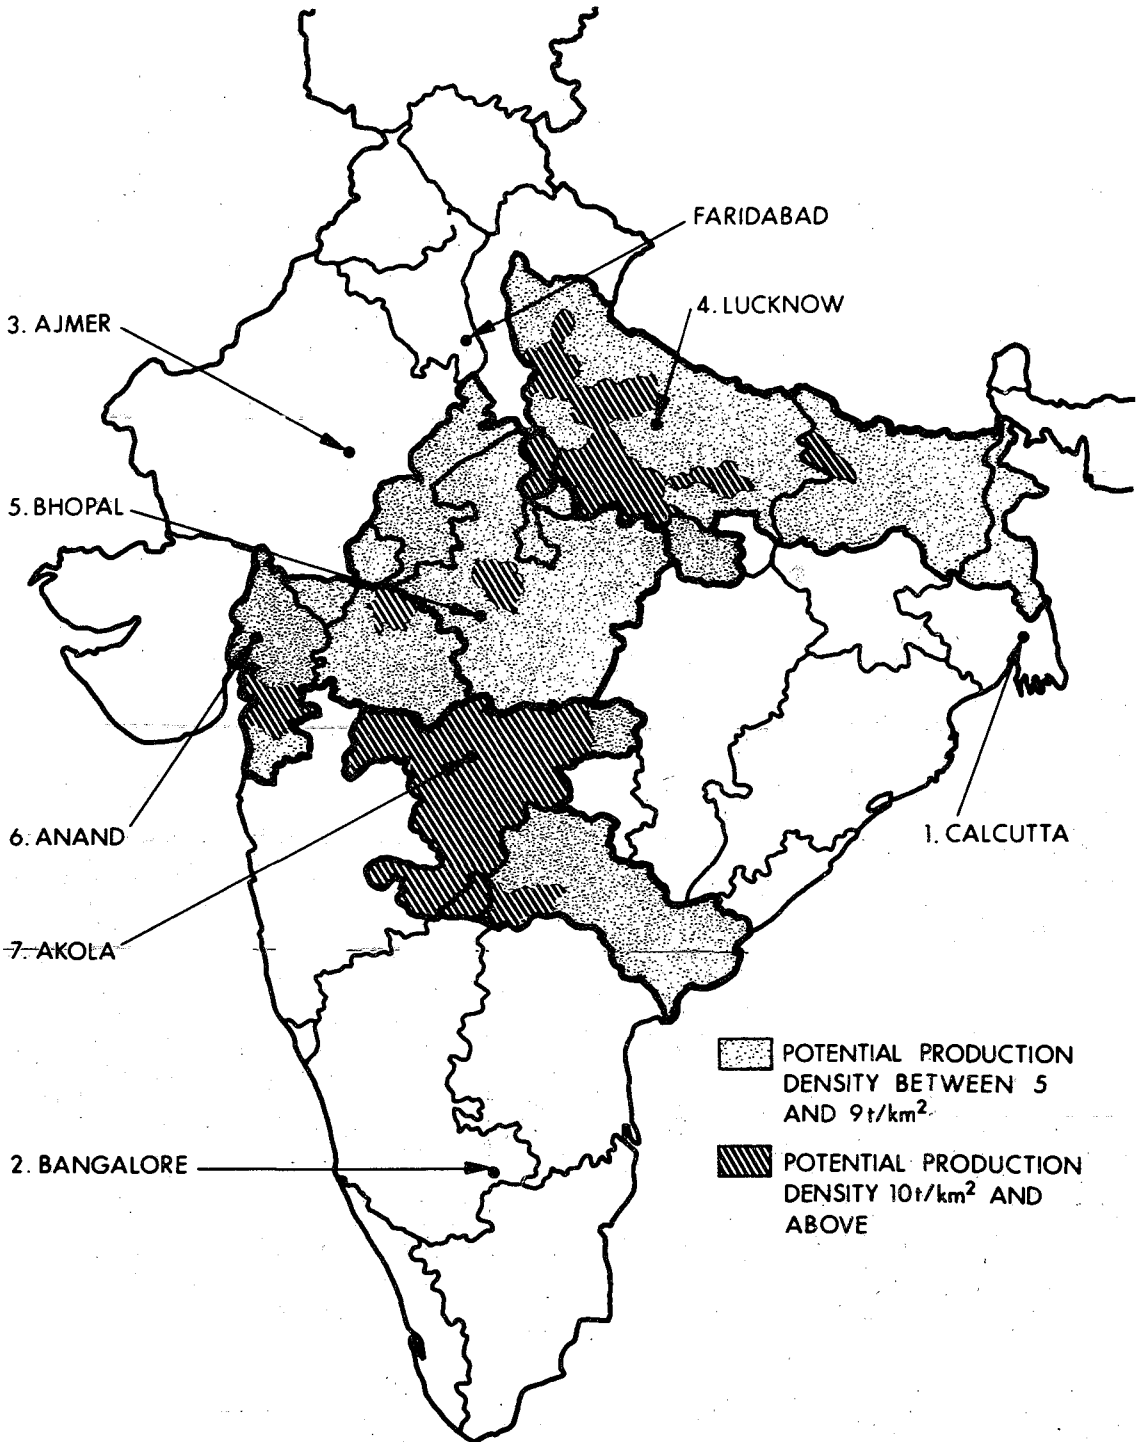 FARIDABAD
4. LUCKNOW
3. AJMER
5. BHOPAL
6. ANAND
1. CALCUTTA
7. AKOLA
POTENTIAL PRODUCTION
DENSITY BETWEEN 5
AND 9t/km²
2. BANGALORE
POTENTIAL PRODUCTION
DENSITY 10t/km² AND
ABOVE